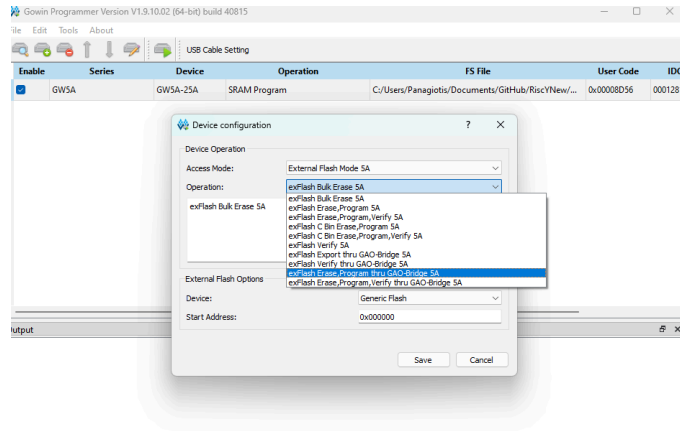 Gowin Programmer Version V1.9.10.02 (64-bit) build 40815
File Edit Tools About
USB Cable Setting
Enable Series Device Operation FS File User Code IDC
GW5A GW5A-25A SRAM Program C:/Users/Panagiotis/Documents/GitHub/RiscYNew/... 0x00008D56 000128
Device configuration ?
Device Operation
Access Mode: External Flash Mode 5A
Operation: exFlash Bulk Erase 5A
exFlash Bulk Erase 5A
exFlash Bulk Erase 5A
exFlash Erase,Program 5A
exFlash Erase,Program,Verify 5A
exFlash C Bin Erase,Program 5A
exFlash C Bin Erase,Program,Verify 5A
exFlash Verify 5A
exFlash Export thru GAO-Bridge 5A
exFlash Verify thru GAO-Bridge 5A
exFlash Erase,Program thru GAO-Bridge 5A
exFlash Erase,Program,Verify thru GAO-Bridge 5A
External Flash Options
Device: Generic Flash
Start Address: 0x000000
Output
Save Cancel